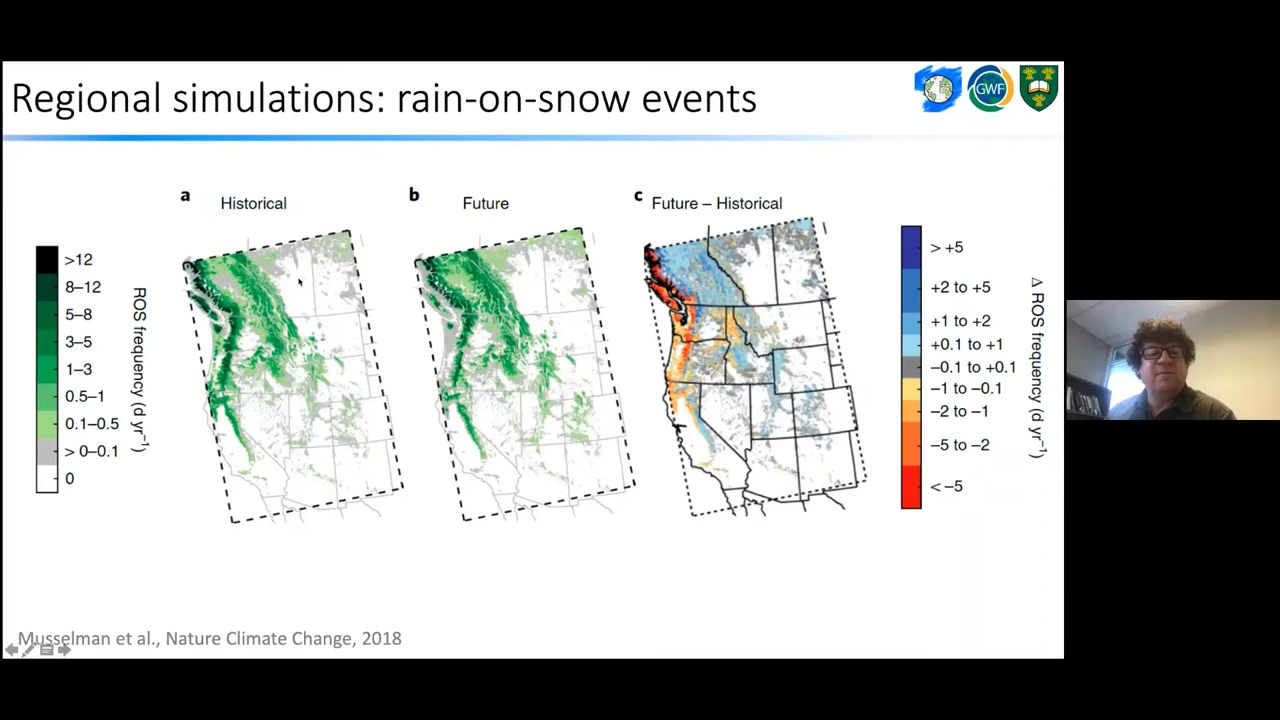 Regional simulations: rain-on-snow events
GWF
a
Historical
b
Future
c
Future – Historical
>12
8–12
5–8
3–5
1–3
0.5–1
0.1–0.5
> 0–0.1
0
ROS frequency (d yr⁻¹)
> +5
+2 to +5
+1 to +2
+0.1 to +1
−0.1 to +0.1
−1 to −0.1
−2 to −1
−5 to −2
< −5
Δ ROS frequency (d yr⁻¹)
Musselman et al., Nature Climate Change, 2018